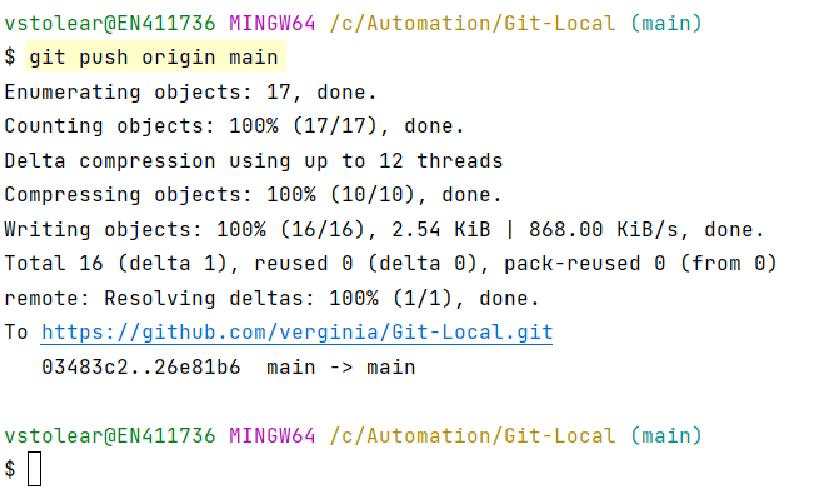 vstolear@EN411736 MINGW64 /c/Automation/Git-Local (main)
$ git push origin main
Enumerating objects: 17, done.
Counting objects: 100% (17/17), done.
Delta compression using up to 12 threads
Compressing objects: 100% (10/10), done.
Writing objects: 100% (16/16), 2.54 KiB | 868.00 KiB/s, done.
Total 16 (delta 1), reused 0 (delta 0), pack-reused 0 (from 0)
remote: Resolving deltas: 100% (1/1), done.
To https://github.com/verginia/Git-Local.git
   03483c2..26e81b6  main -> main
vstolear@EN411736 MINGW64 /c/Automation/Git-Local (main)
$